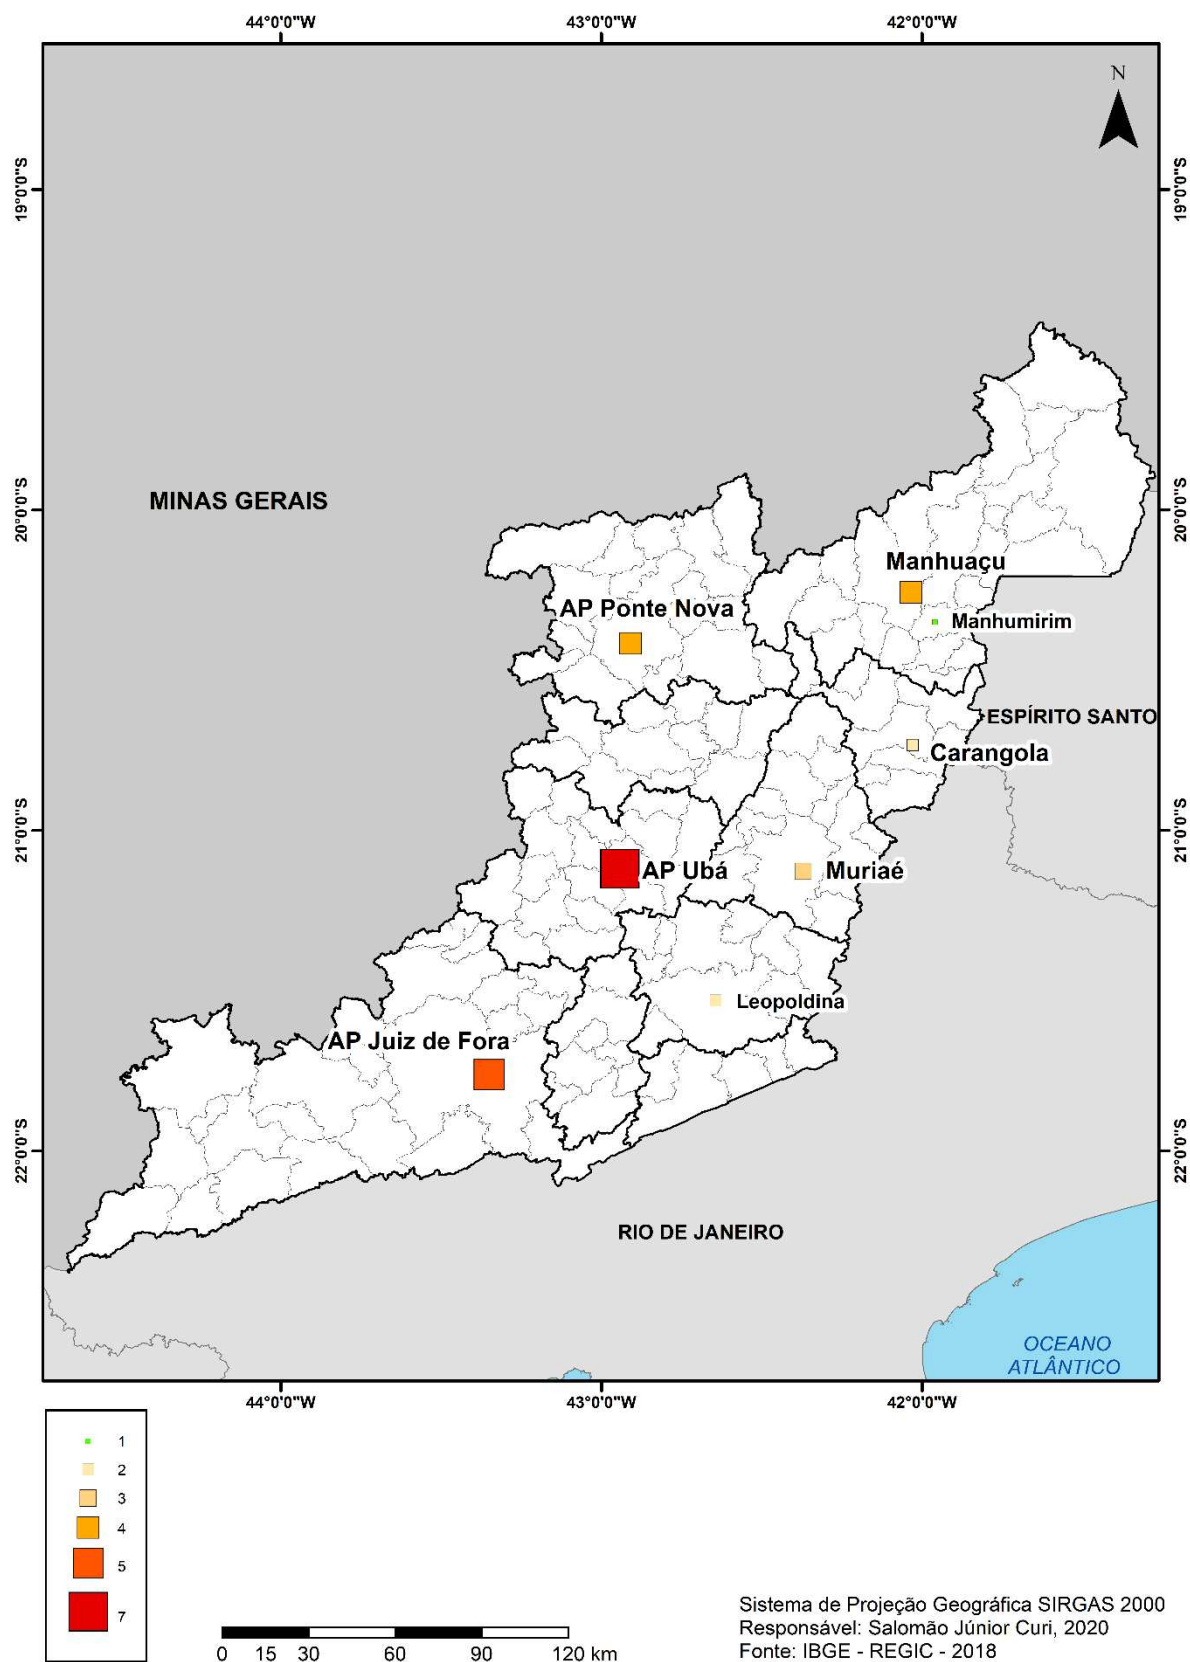 44°0'0"W
43°0'0"W
42°0'0"W
N
19°0'0"S
19°0'0"S
MINAS GERAIS
20°0'0"S
20°0'0"S
Manhuaçu
AP Ponte Nova
Manhumirim
ESPÍRITO SANTO
Carangola
21°0'0"S
21°0'0"S
AP Ubá
Muriaé
Leopoldina
AP Juiz de Fora
22°0'0"S
22°0'0"S
RIO DE JANEIRO
OCEANO
ATLÂNTICO
44°0'0"W
43°0'0"W
42°0'0"W
1
2
3
4
5
7
0 15 30 60 90 120 km
Sistema de Projeção Geográfica SIRGAS 2000
Responsável: Salomão Júnior Curi, 2020
Fonte: IBGE - REGIC - 2018